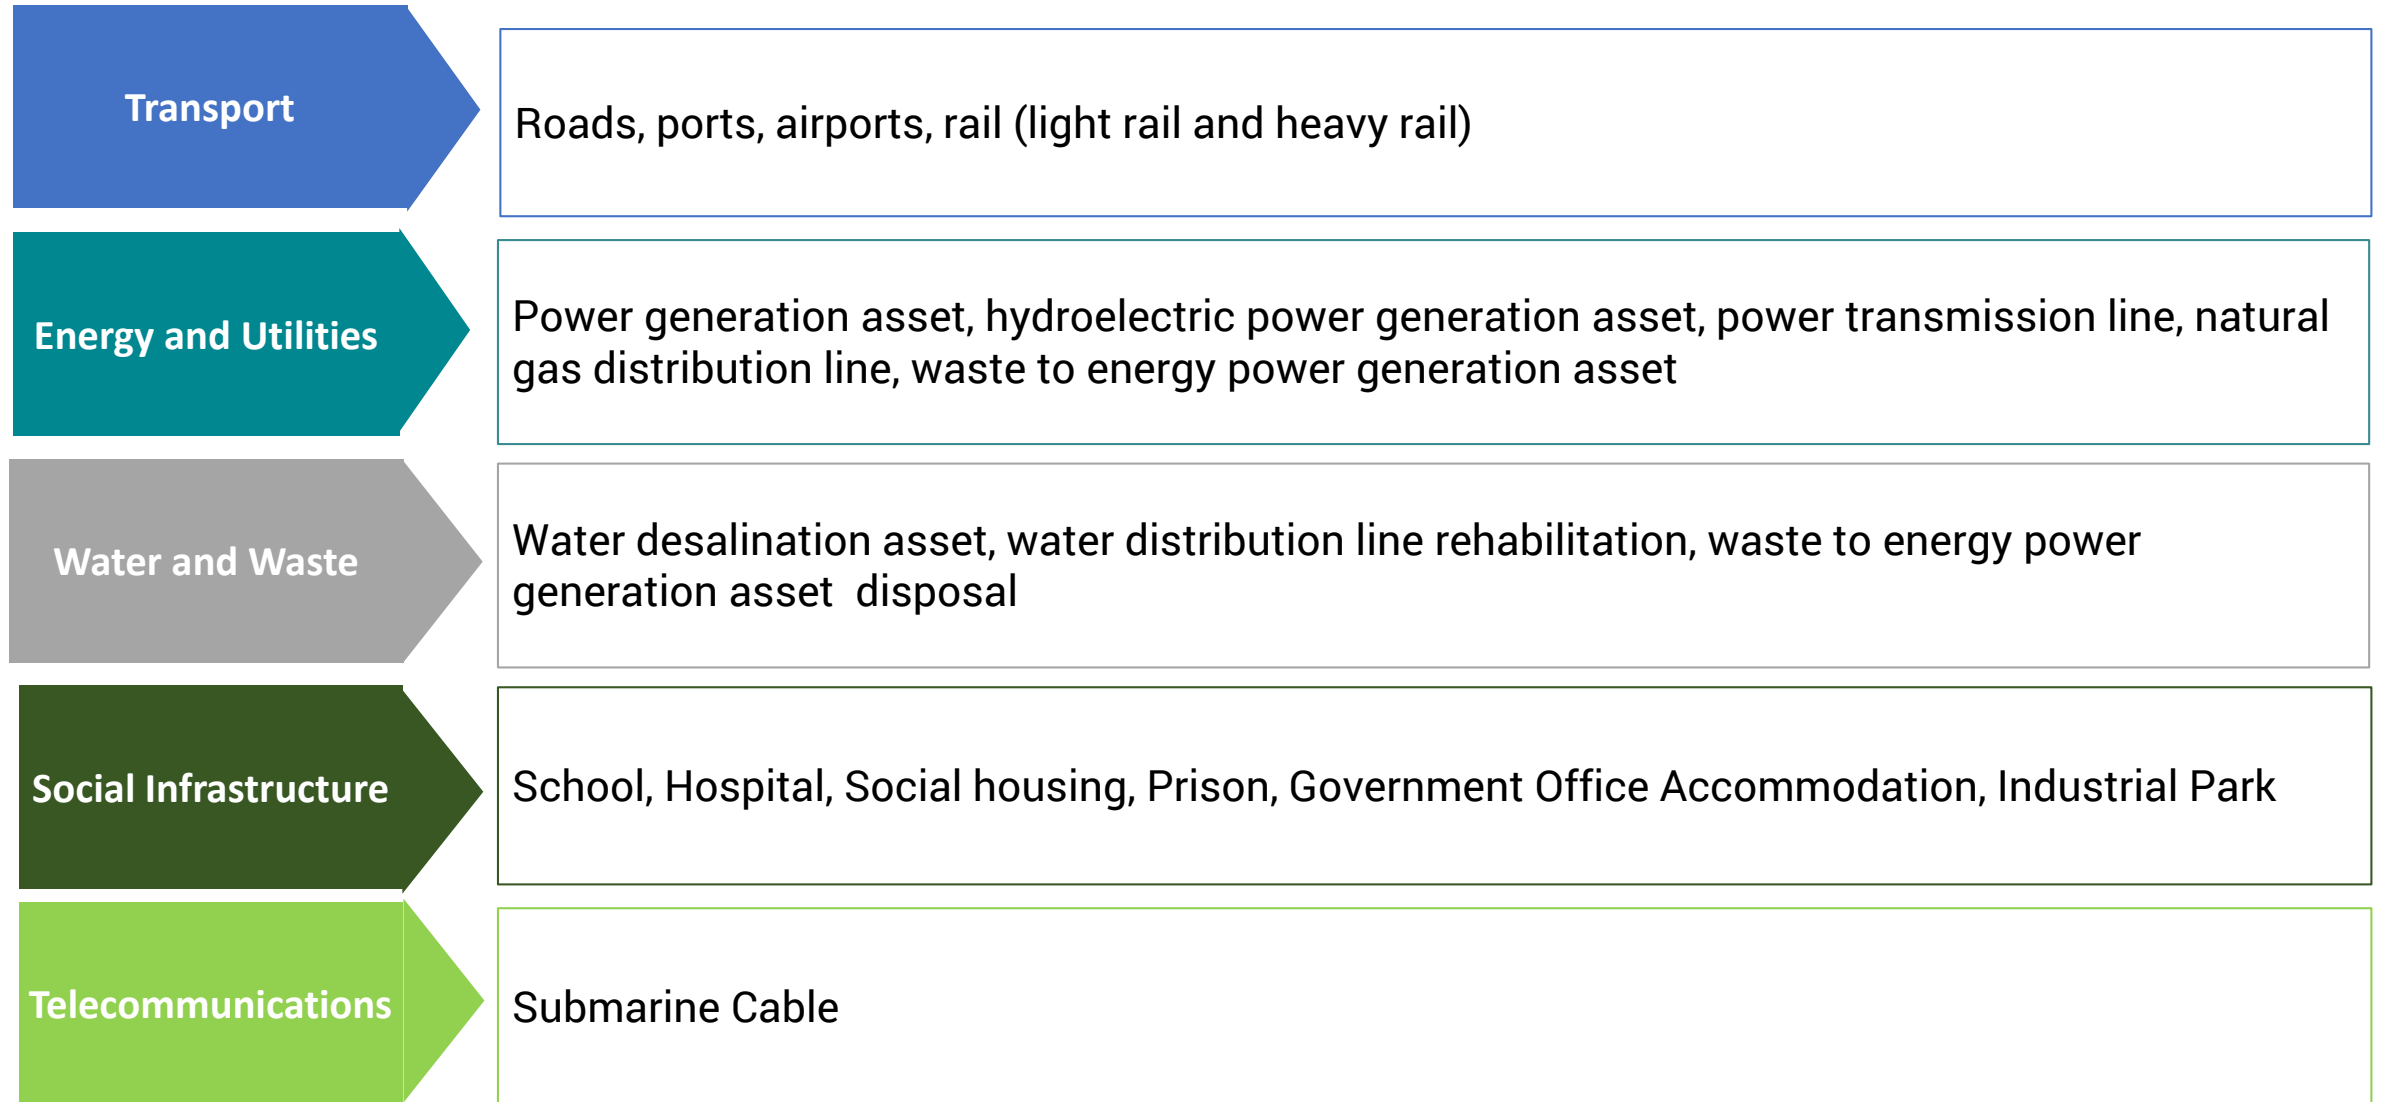 Transport
Roads, ports, airports, rail (light rail and heavy rail)
Energy and Utilities
Power generation asset, hydroelectric power generation asset, power transmission line, natural
gas distribution line, waste to energy power generation asset
Water and Waste
Water desalination asset, water distribution line rehabilitation, waste to energy power
generation asset  disposal
Social Infrastructure
School, Hospital, Social housing, Prison, Government Office Accommodation, Industrial Park
Telecommunications
Submarine Cable